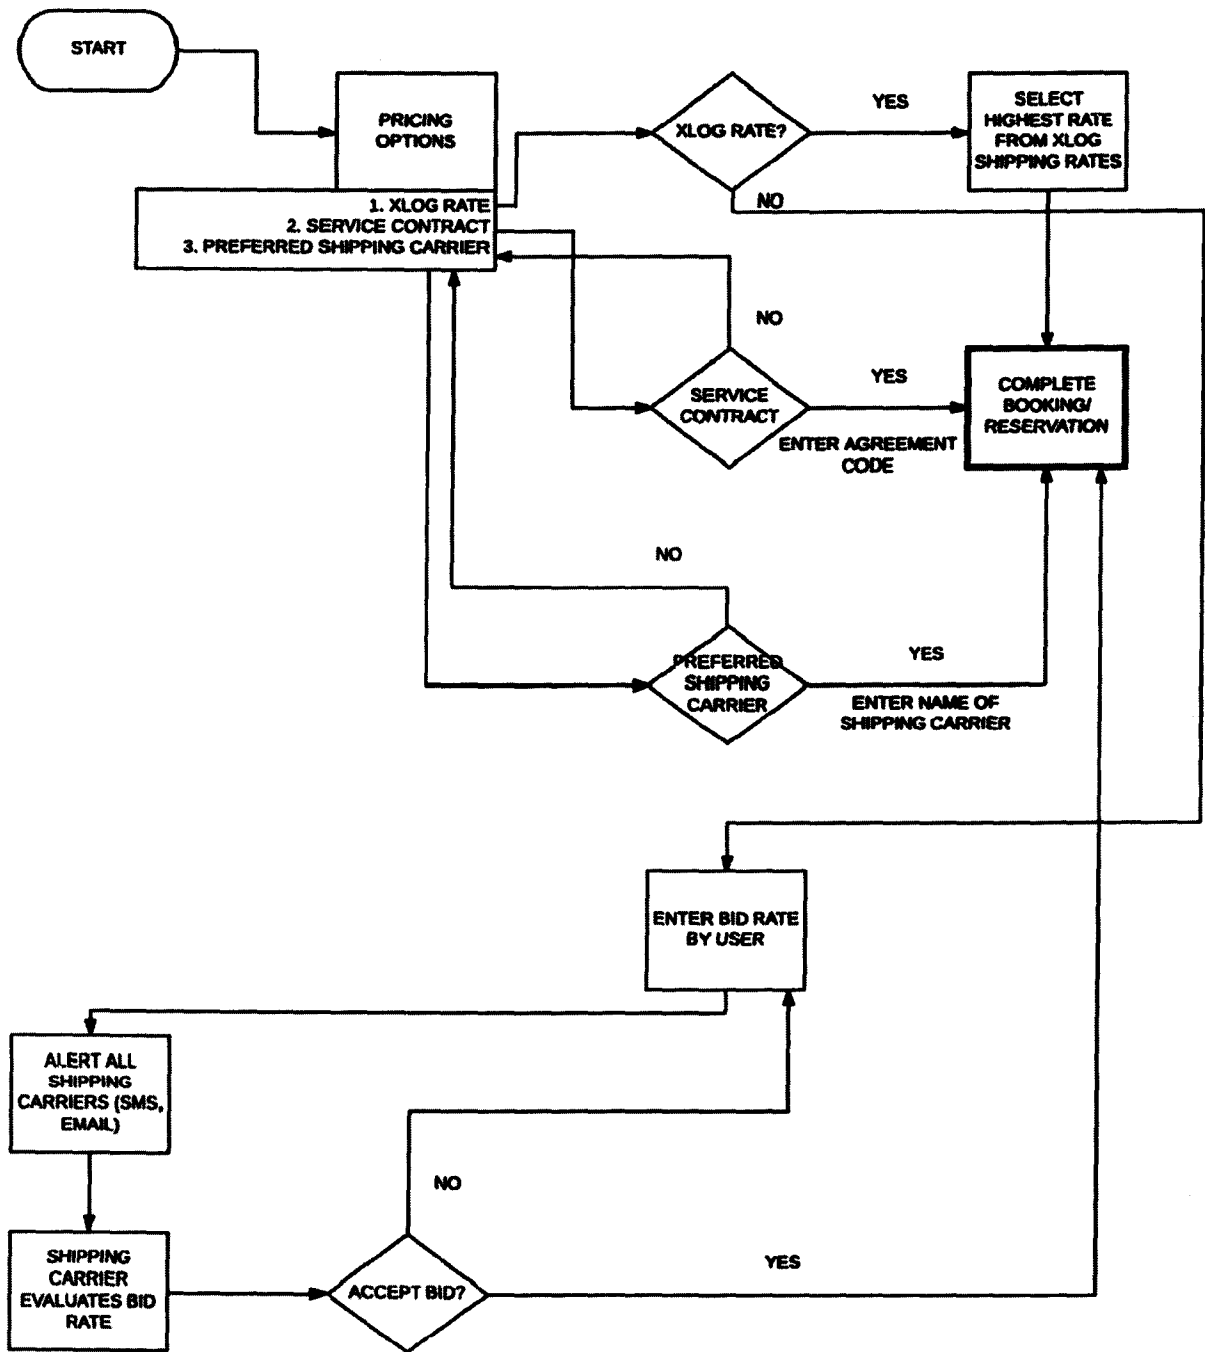 START
PRICING
OPTIONS
1. XLOG RATE
2. SERVICE CONTRACT
3. PREFERRED SHIPPING CARRIER
XLOG RATE?
YES
NO
SELECT
HIGHEST RATE
FROM XLOG
SHIPPING RATES
NO
SERVICE
CONTRACT
YES
ENTER AGREEMENT
CODE
COMPLETE
BOOKING/
RESERVATION
NO
PREFERRED
SHIPPING
CARRIER
YES
ENTER NAME OF
SHIPPING CARRIER
ENTER BID RATE
BY USER
ALERT ALL
SHIPPING
CARRIERS (SMS,
EMAIL)
NO
SHIPPING
CARRIER
EVALUATES BID
RATE
ACCEPT BID?
YES